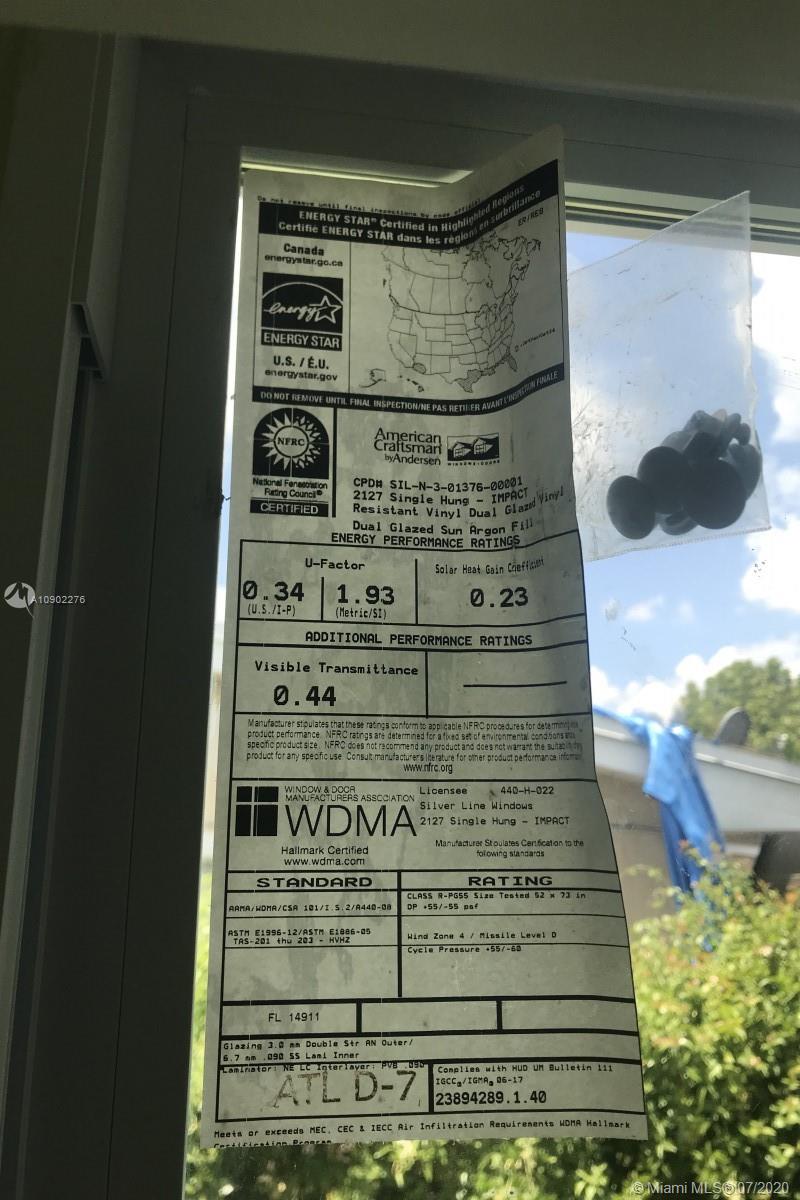 Do not remove until final inspections by code official
ENERGY STAR® Certified in Highlighted Regions
Certifié ENERGY STAR dans les régions en surbrillance
Canada
energystar.gc.ca
ER/REB
energy
ENERGY STAR
U.S. / É.U.
energystar.gov
DO NOT REMOVE UNTIL FINAL INSPECTION/NE PAS RETIRER AVANT L'INSPECTION FINALE
NFRC
National Fenestration
Rating Council®
CERTIFIED
American
Craftsman
by Andersen
WINDOWS·DOORS
CPD# SIL-N-3-01376-00001
2127 Single Hung - IMPACT
Resistant Vinyl Dual Glazed Vinyl
Dual Glazed Sun Argon Fill
ENERGY PERFORMANCE RATINGS
U-Factor
0.34
(U.S./I-P)
1.93
(Metric/SI)
Solar Heat Gain Coefficient
0.23
ADDITIONAL PERFORMANCE RATINGS
Visible Transmittance
0.44
Manufacturer stipulates that these ratings conform to applicable NFRC procedures for determining
product performance. NFRC ratings are determined for a fixed set of environmental conditions and
specific product size. NFRC does not recommend any product and does not warrant the suitability
product for any specific use. Consult manufacturer's literature for other product performance information
www.nfrc.org
WINDOW & DOOR
MANUFACTURERS ASSOCIATION
WDMA
Hallmark Certified
www.wdma.com
Licensee 440-H-022
Silver Line Windows
2127 Single Hung - IMPACT
Manufacturer Stipulates Certification to the
following standards
STANDARD
RATING
AAMA/WDMA/CSA 101/I.S.2/A440-08
CLASS R-PG55 Size Tested 52 x 73 in
DP +55/-55 psf
ASTM E1996-12/ASTM E1886-05
TAS-201 thu 203 - HVHZ
Wind Zone 4 / Missile Level D
Cycle Pressure +55/-60
FL 14911
Glazing 3.0 mm Double Str AN Outer/
6.7 mm .090 SS Lami Inner
Laminator: NE LC Interlayer: PVB .090
ATL D-7
Complies with HUD UM Bulletin 111
IGCC®/IGMA® 06-17
23894289.1.40
Meets or exceeds MEC, CEC & IECC Air Infiltration Requirements WDMA Hallmark
Certification Program
A10902276
© Miami MLS © 07/2020